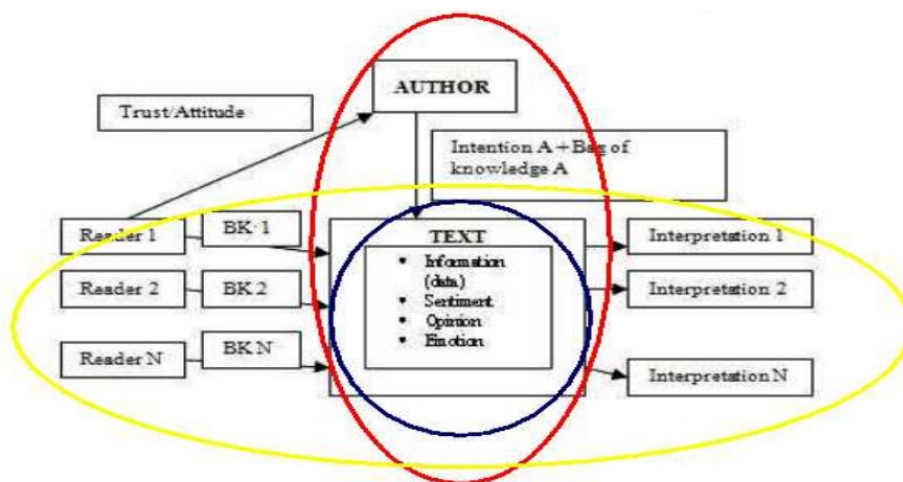 AUTHOR
Trust/Attitude
Intention A + Bag of
knowledge A
Reader 1
BK 1
TEXT
Interpretation 1
Information
(data)
Reader 2
BK 2
Sentiment
Interpretation 2
Opinion
Emotion
Reader N
BK N
Interpretation N